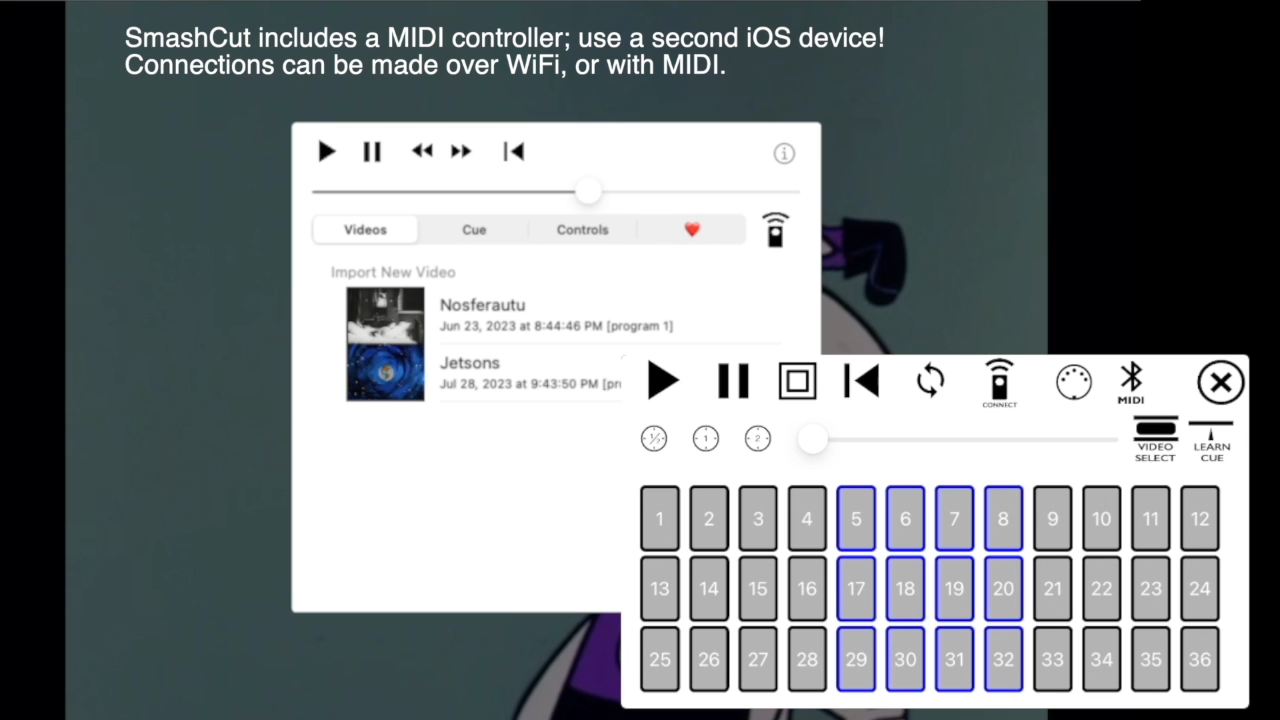 SmashCut includes a MIDI controller; use a second iOS device!
Connections can be made over WiFi, or with MIDI.
Videos Cue Controls
Import New Video
Nosferautu
Jun 23, 2023 at 8:44:46 PM [program 1]
Jetsons
Jul 28, 2023 at 9:43:50 PM [pr
CONNECT
MIDI
½ 1 2
VIDEO SELECT
LEARN CUE
1 2 3 4 5 6 7 8 9 10 11 12
13 14 15 16 17 18 19 20 21 22 23 24
25 26 27 28 29 30 31 32 33 34 35 36